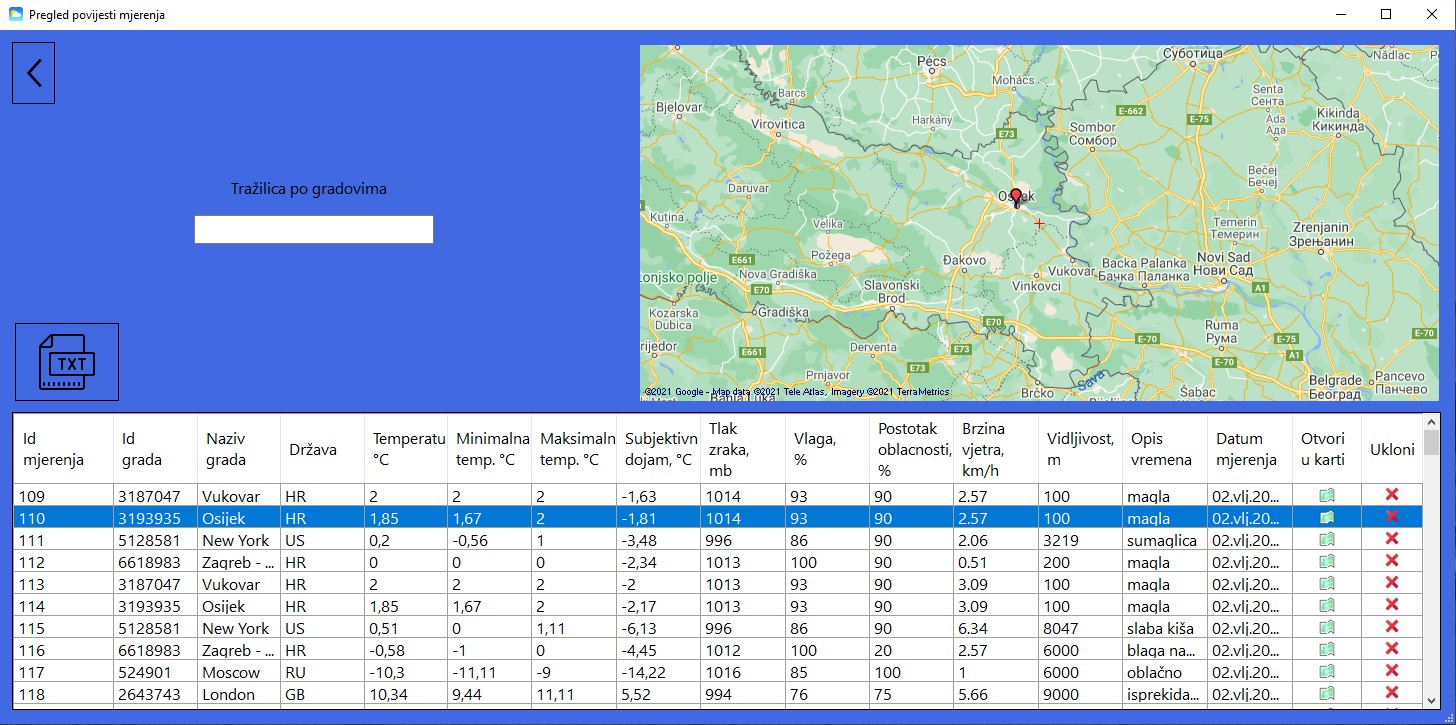 Pregled povijesti mjerenja
Tražilica po gradovima
TXT
Суботица
Nădlac
Pécs
Mohács
Barcs
Bjelovar
Virovitica
Harkány
E73
E-662
E-75
Senta
Сента
Ada
Ада
Kikinda
Кикинда
Sombor
Сомбор
Daruvar
Osijek
Bečej
Бечеј
Kutina
Velika
Temerin
Темерин
Zrenjanin
Зрењанин
Požega
E661
Đakovo
Vukovar
Vinkovci
Backa Palanka
Бачка Паланка
Novi Sad
Нови Сад
onjsko polje
Nova Gradiška
E70
Slavonski
Brod
A1
Kozarska
Dubica
Gradiška
E70
Ruma
Рума
E-70
E-75
E-70
rijedor
E661
Derventa
E73
E-70
A1
Prnjavor
E73
Sava
Brčko
Šabac
Belgrade
Београд
Pancevo
Панчево
©2021 Google - Map data ©2021 Tele Atlas, Imagery ©2021 TerraMetrics
Id mjerenja Id grada Naziv grada Država Temperatu °C Minimalna temp. °C Maksimaln temp. °C Subjektivn dojam, °C Tlak zraka, mb Vlaga, % Postotak oblacnosti, % Brzina vjetra, km/h Vidljivost, m Opis vremena Datum mjerenja Otvori u karti Ukloni
109 3187047 Vukovar HR 2 2 2 -1,63 1014 93 90 2.57 100 magla 02.vlj.20...
110 3193935 Osijek HR 1,85 1,67 2 -1,81 1014 93 90 2.57 100 magla 02.vlj.20...
111 5128581 New York US 0,2 -0,56 1 -3,48 996 86 90 2.06 3219 sumaglica 02.vlj.20...
112 6618983 Zagreb - ... HR 0 0 0 -2,34 1013 100 90 0.51 200 magla 02.vlj.20...
113 3187047 Vukovar HR 2 2 2 -2 1013 93 90 3.09 100 magla 02.vlj.20...
114 3193935 Osijek HR 1,85 1,67 2 -2,17 1013 93 90 3.09 100 magla 02.vlj.20...
115 5128581 New York US 0,51 0 1,11 -6,13 996 86 90 6.34 8047 slaba kiša 02.vlj.20...
116 6618983 Zagreb - ... HR -0,58 -1 0 -4,45 1012 100 20 2.57 6000 blaga na... 02.vlj.20...
117 524901 Moscow RU -10,3 -11,11 -9 -14,22 1016 85 100 1 6000 oblačno 02.vlj.20...
118 2643743 London GB 10,34 9,44 11,11 5,52 994 76 75 5.66 9000 isprekida... 02.vlj.20...